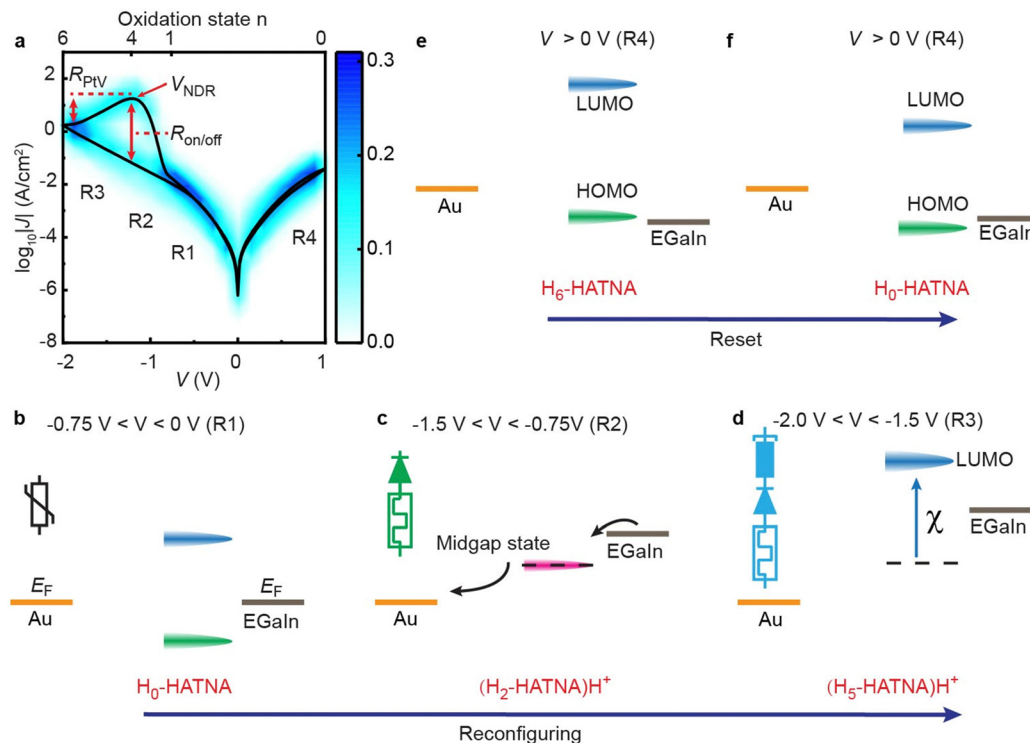 Oxidation state n
a
6 4 1 0
R_PtV
V_NDR
R_on/off
R3
R2
R1
R4
log₁₀|J| (A/cm²)
2
0
-2
-4
-6
-8
-2 -1 0 1
V (V)
0.3
0.2
0.1
0.0
e
V > 0 V (R4)
LUMO
HOMO
Au
EGaIn
H₆-HATNA
f
V > 0 V (R4)
LUMO
HOMO
Au
EGaIn
H₀-HATNA
Reset
b
-0.75 V < V < 0 V (R1)
E_F
Au
E_F
EGaIn
H₀-HATNA
c
-1.5 V < V < -0.75V (R2)
Midgap state
EGaIn
Au
(H₂-HATNA)H⁺
d
-2.0 V < V < -1.5 V (R3)
LUMO
χ
EGaIn
Au
(H₅-HATNA)H⁺
Reconfiguring